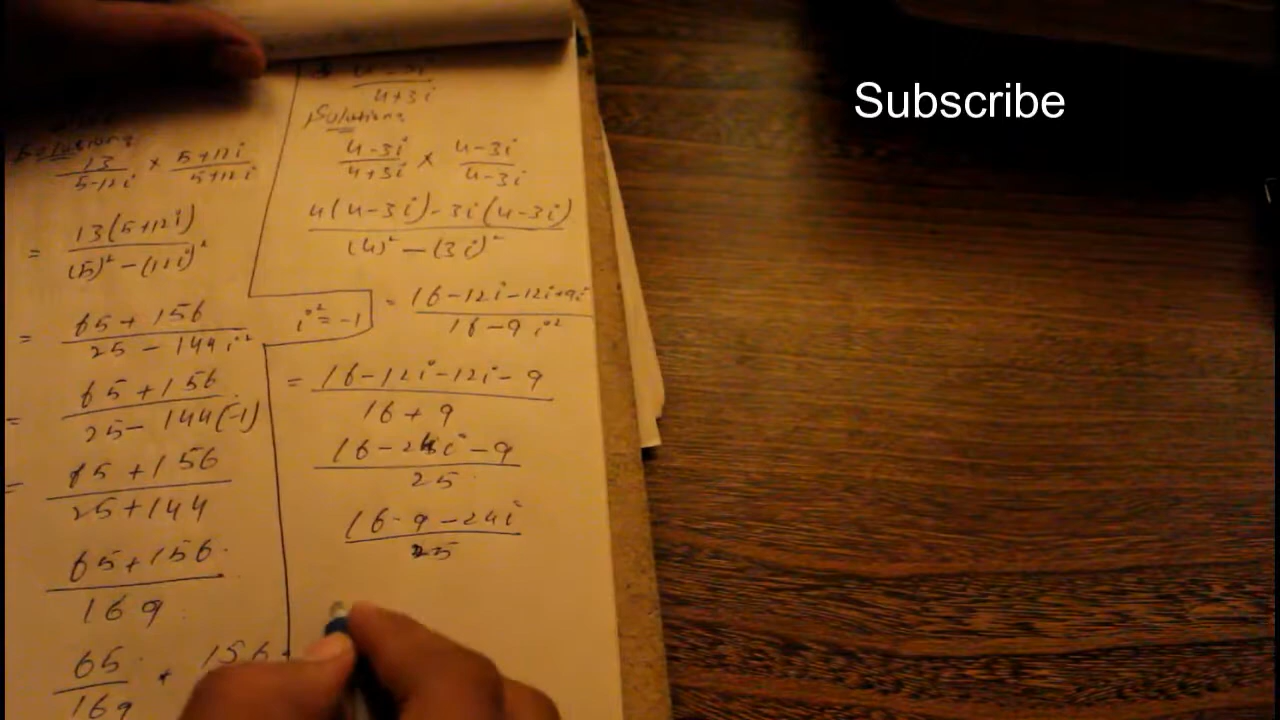 Subscribe
Solution:
13/(5-12i) × (5+12i)/(5+12i)
= 13(5+12i)/((5)² - (12i)²)
= (65 + 156)/(25 - 144i²)
= (65 + 156)/(25 - 144(-1))
= (65 + 156)/(25 + 144)
(65 + 156)/169
65/169 + 156
i² = -1
(4-3i)/(4+3i)
Solution:
(4-3i)/(4+3i) × (4-3i)/(4-3i)
4(4-3i) - 3i(4-3i)/((4)² - (3i)²)
= (16-12i-12i+9i)/(16-9i²)
= (16-12i-12i-9)/(16+9)
(16-24i-9)/25
(16-9-24i)/25